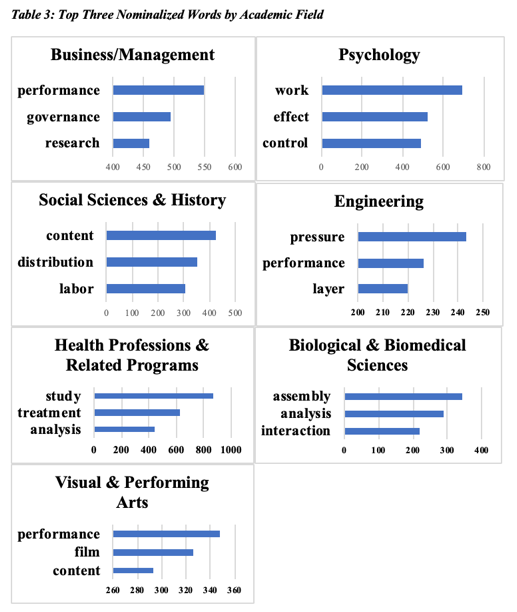 Table 3: Top Three Nominalized Words by Academic Field
Business/Management
performance
governance
research
400 450 500 550 600
Psychology
work
effect
control
0 200 400 600 800
Social Sciences & History
content
distribution
labor
0 100 200 300 400 500
Engineering
pressure
performance
layer
200 210 220 230 240 250
Health Professions &
Related Programs
study
treatment
analysis
0 200 400 600 800 1000
Biological & Biomedical
Sciences
assembly
analysis
interaction
0 100 200 300 400
Visual & Performing
Arts
performance
film
content
260 280 300 320 340 360